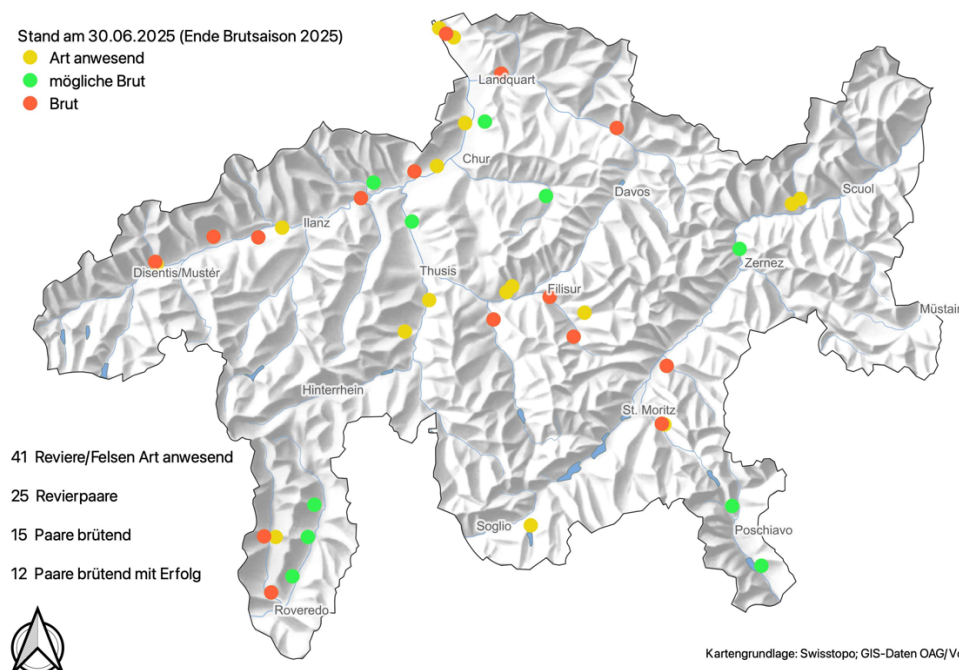 Stand am 30.06.2025 (Ende Brutsaison 2025)
Art anwesend
mögliche Brut
Brut
Landquart
Chur
Davos
Scuol
Ilanz
Disentis/Mustér
Thusis
Zernez
Filisur
Müstair
Hinterrhein
St. Moritz
41 Reviere/Felsen Art anwesend
25 Revierpaare
15 Paare brütend
12 Paare brütend mit Erfolg
Soglio
Poschiavo
Roveredo
Kartengrundlage: Swisstopo; GIS-Daten OAG/Vo